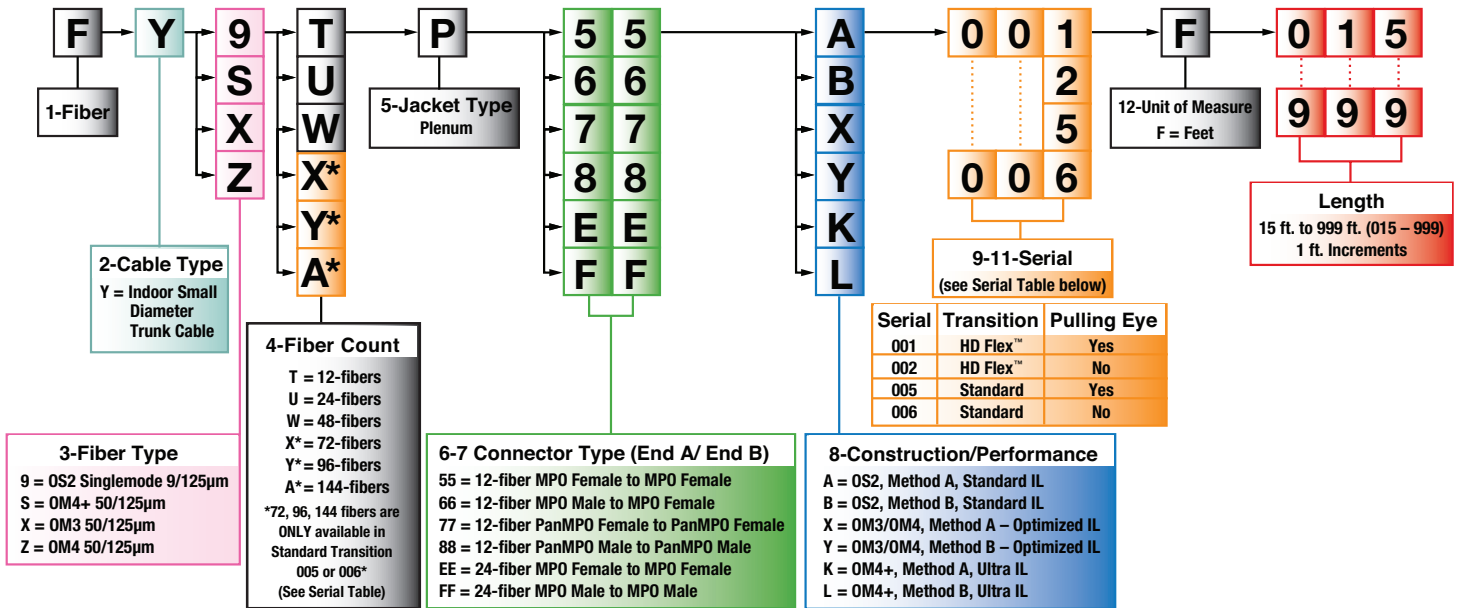 F Y 9 T P 5 5 A 0 0 1 F 0 1 5
S U 6 6 B 2
X W 7 7 X 5 9 9 9
Z X* 8 8 Y 0 0 6
Y* E E K
A* F F L
1-Fiber
2-Cable Type
Y = Indoor Small
Diameter
Trunk Cable
3-Fiber Type
9 = OS2 Singlemode 9/125µm
S = OM4+ 50/125µm
X = OM3 50/125µm
Z = OM4 50/125µm
4-Fiber Count
T = 12-fibers
U = 24-fibers
W = 48-fibers
X* = 72-fibers
Y* = 96-fibers
A* = 144-fibers
*72, 96, 144 fibers are
ONLY available in
Standard Transition
005 or 006*
(See Serial Table)
5-Jacket Type
Plenum
6-7 Connector Type (End A/ End B)
55 = 12-fiber MPO Female to MPO Female
66 = 12-fiber MPO Male to MPO Female
77 = 12-fiber PanMPO Female to PanMPO Female
88 = 12-fiber PanMPO Male to PanMPO Male
EE = 24-fiber MPO Female to MPO Female
FF = 24-fiber MPO Male to MPO Male
8-Construction/Performance
A = OS2, Method A, Standard IL
B = OS2, Method B, Standard IL
X = OM3/OM4, Method A – Optimized IL
Y = OM3/OM4, Method B – Optimized IL
K = OM4+, Method A, Ultra IL
L = OM4+, Method B, Ultra IL
9-11-Serial
(see Serial Table below)
Serial Transition Pulling Eye
001 HD Flex™ Yes
002 HD Flex™ No
005 Standard Yes
006 Standard No
12-Unit of Measure
F = Feet
Length
15 ft. to 999 ft. (015 – 999)
1 ft. Increments